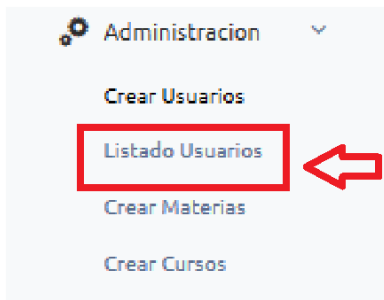 Administracion
Crear Usuarios
Listado Usuarios
Crear Materias
Crear Cursos